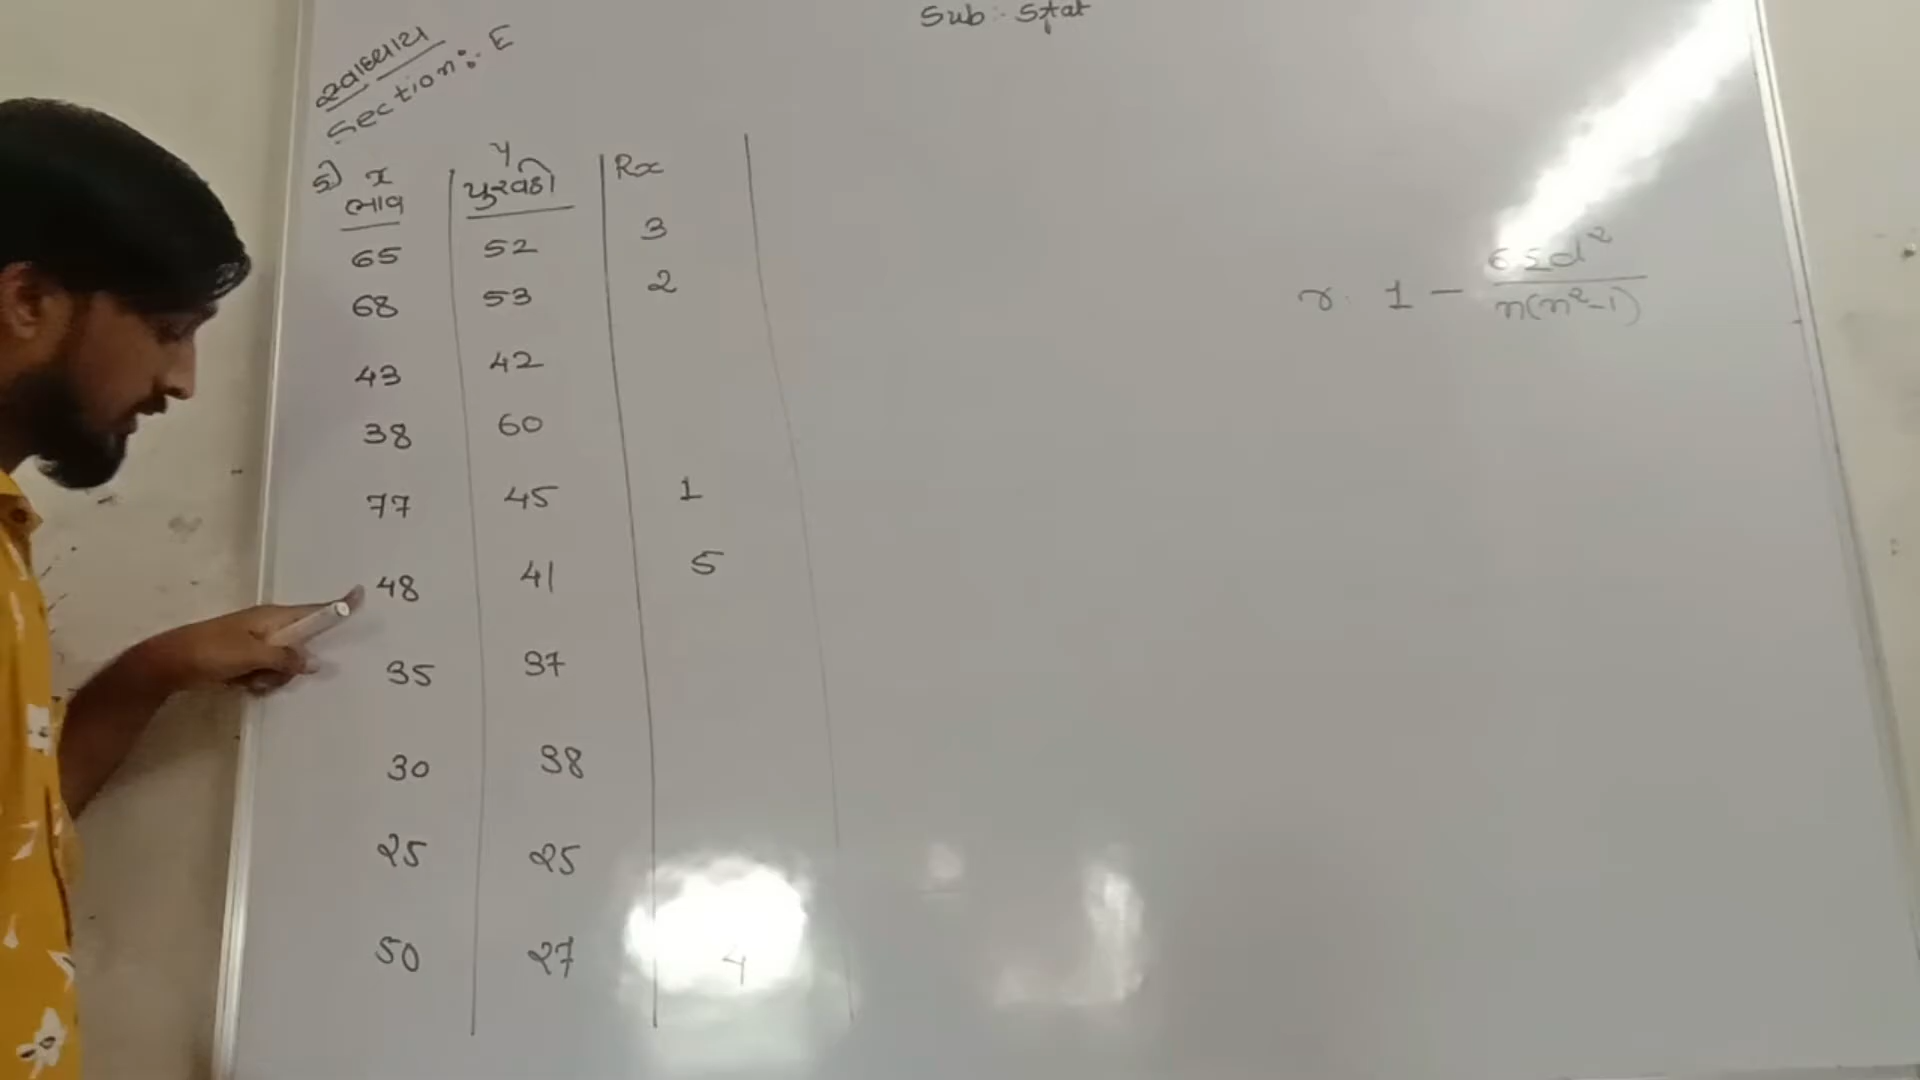 Sub :- Stat
સ્વાધ્યાય
Section :- E
5) x y Rx
ભાવ પુરવઠો
65 52 3
68 53 2
43 42
38 60
77 45 1
48 41 5
35 37
30 38
25 25
50 27 4
r. 1 - 6Σd² / n(n²-1)